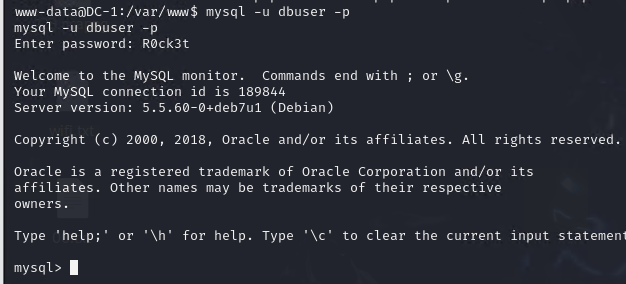 www-data@DC-1:/var/www$ mysql -u dbuser -p
mysql -u dbuser -p
Enter password: R0ck3t
Welcome to the MySQL monitor.  Commands end with ; or \g.
Your MySQL connection id is 189844
Server version: 5.5.60-0+deb7u1 (Debian)
Copyright (c) 2000, 2018, Oracle and/or its affiliates. All rights reserved.
Oracle is a registered trademark of Oracle Corporation and/or its
affiliates. Other names may be trademarks of their respective
owners.
Type 'help;' or '\h' for help. Type '\c' to clear the current input statement
mysql>